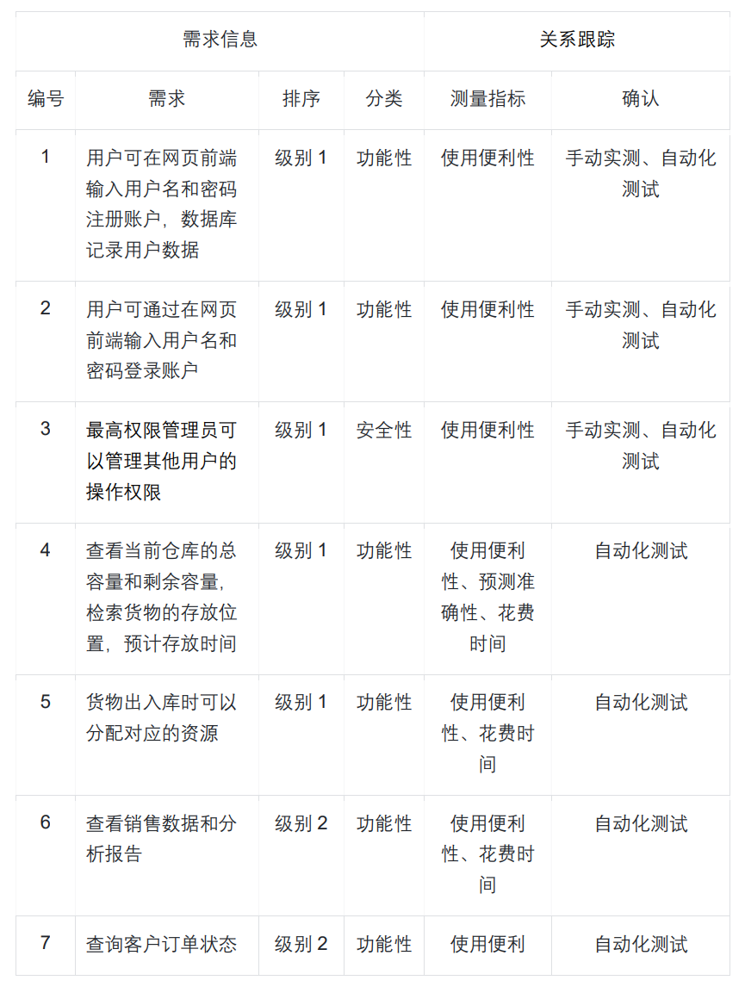 需求信息 关系跟踪
编号 需求 排序 分类 测量指标 确认
1 用户可在网页前端 级别 1 功能性 使用便利性 手动实测、自动化
输入用户名和密码 测试
注册账户，数据库
记录用户数据
2 用户可通过在网页 级别 1 功能性 使用便利性 手动实测、自动化
前端输入用户名和 测试
密码登录账户
3 最高权限管理员可 级别 1 安全性 使用便利性 手动实测、自动化
以管理其他用户的 测试
操作权限
4 查看当前仓库的总 级别 1 功能性 使用便利 自动化测试
容量和剩余容量， 性、预测准
检索货物的存放位 确性、花费
置，预计存放时间 时间
5 货物出入库时可以 级别 1 功能性 使用便利 自动化测试
分配对应的资源 性、花费时
间
6 查看销售数据和分 级别 2 功能性 使用便利 自动化测试
析报告 性、花费时
间
7 查询客户订单状态 级别 2 功能性 使用便利 自动化测试